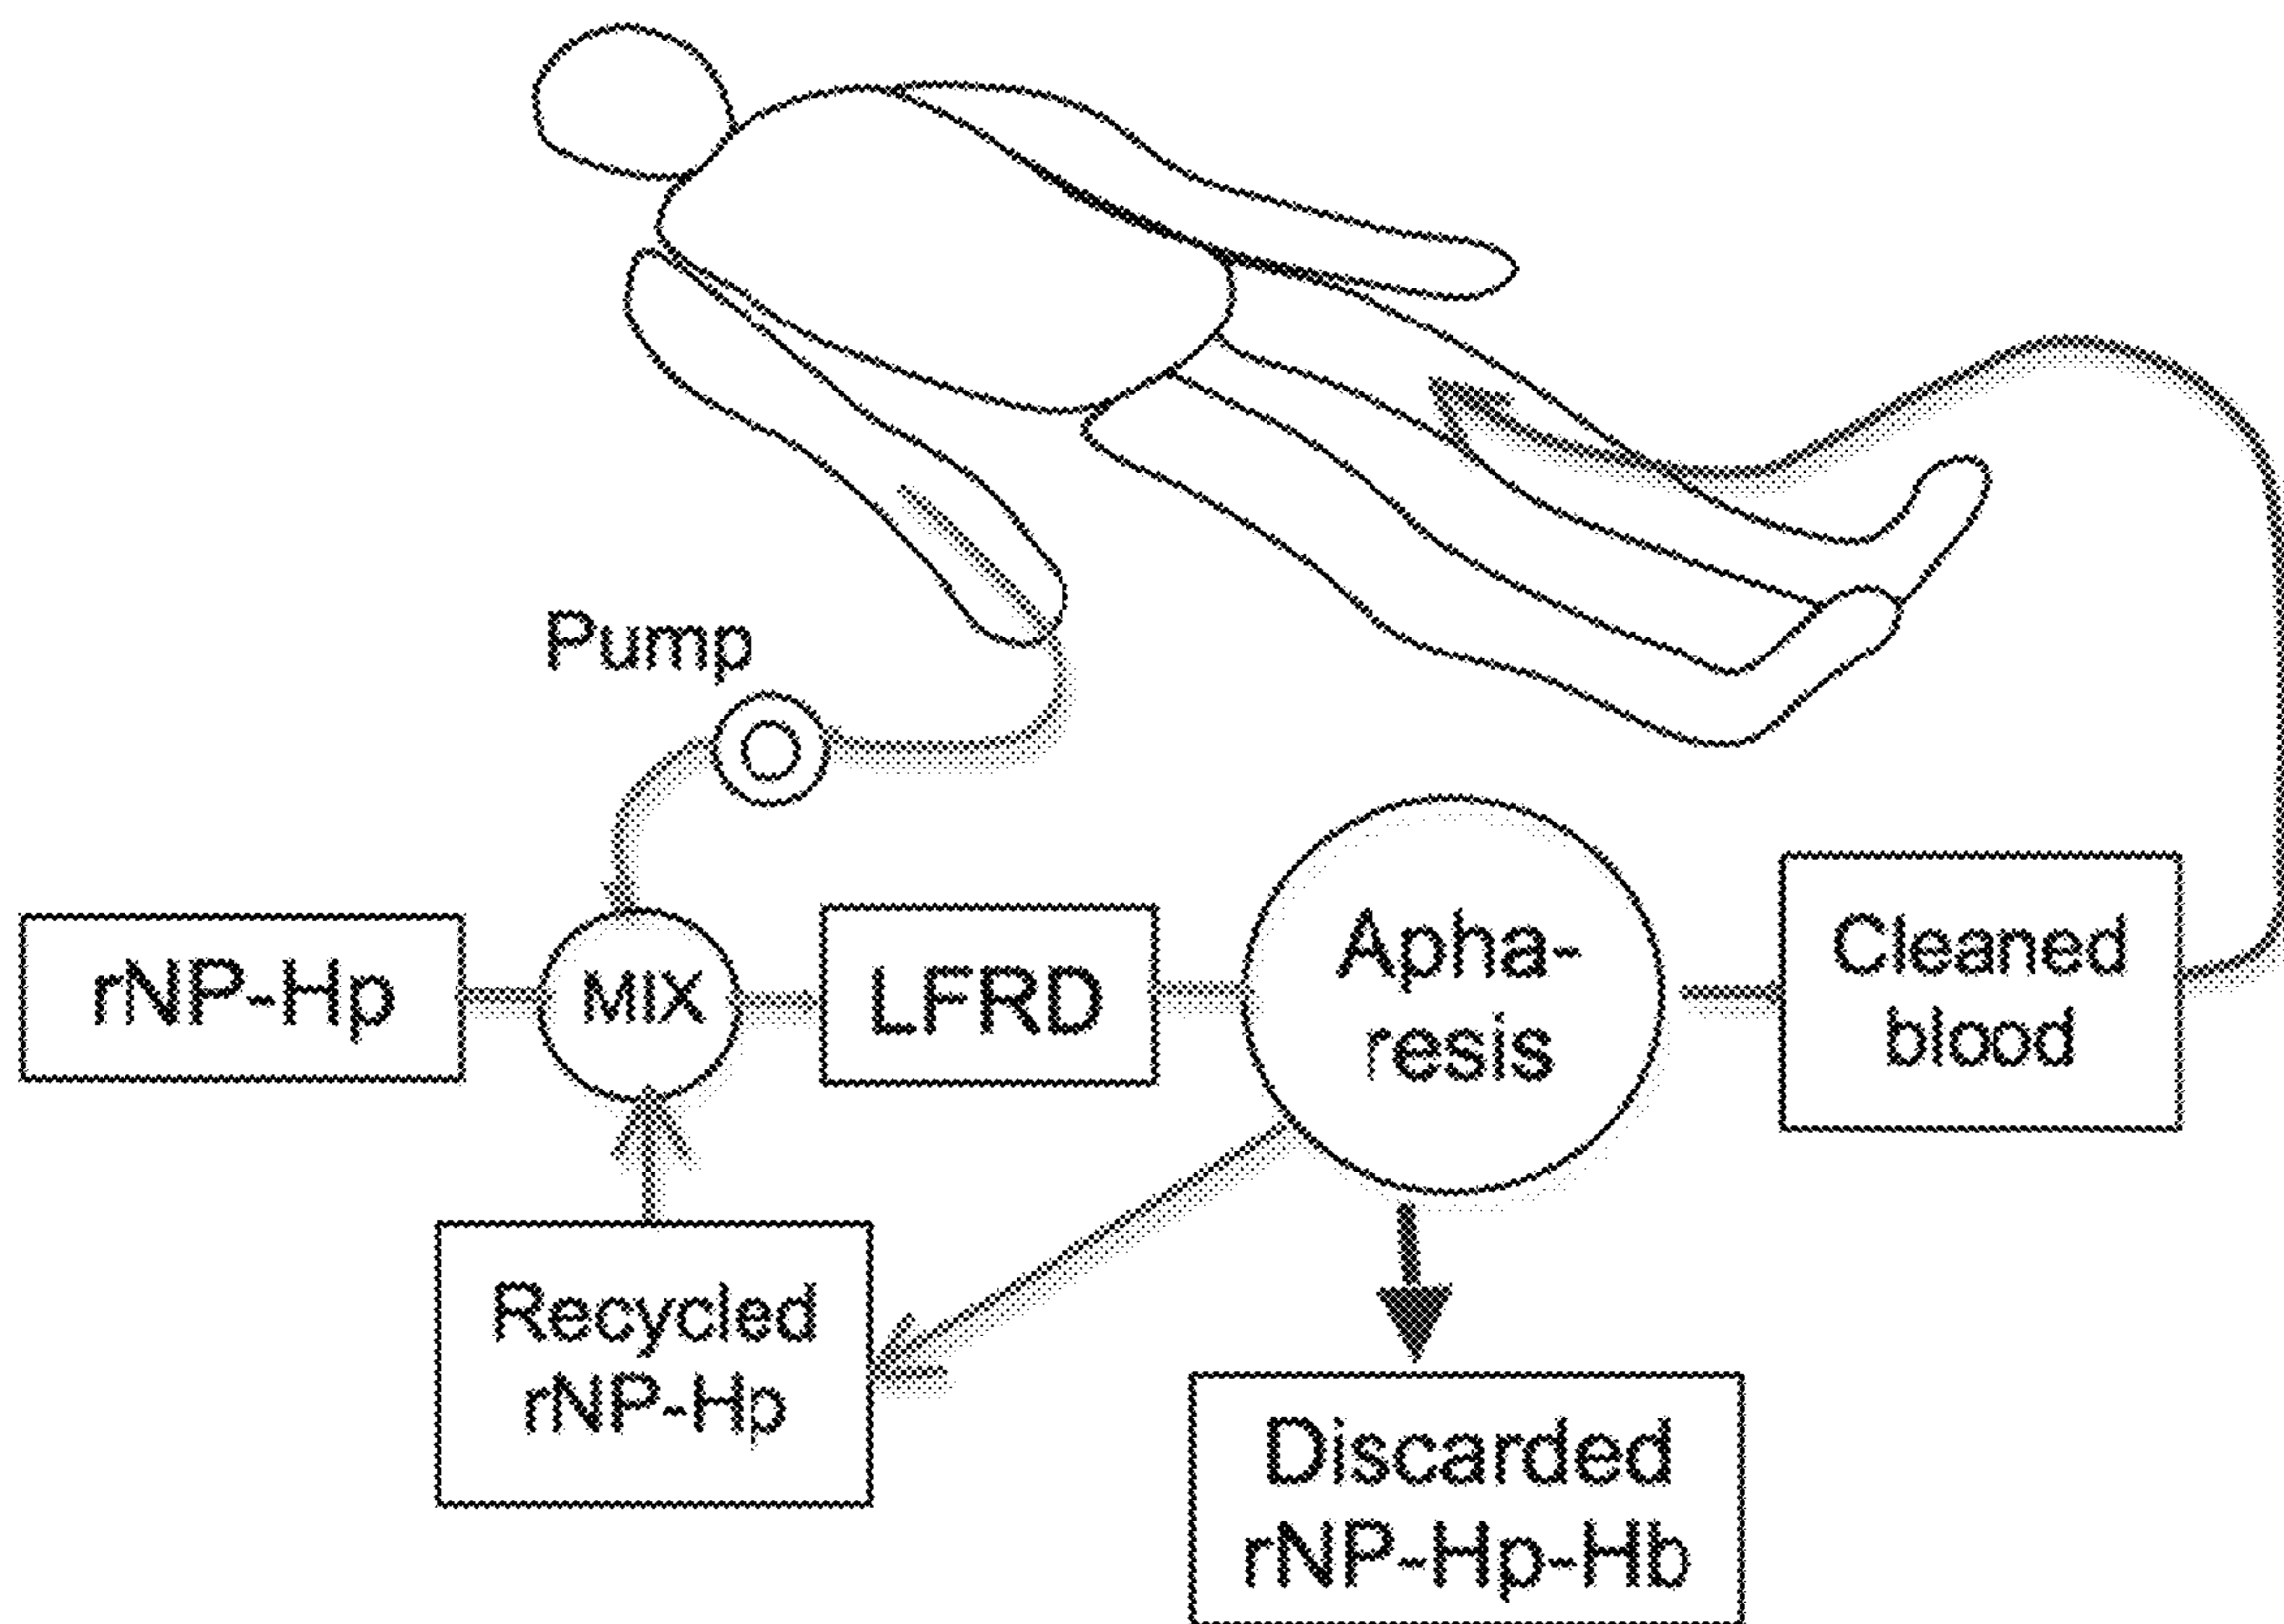 Pump
rNP-Hp
MIX
LFRD
Apha-
resis
Cleaned
blood
Recycled
rNP-Hp
Discarded
rNP-Hp-Hb